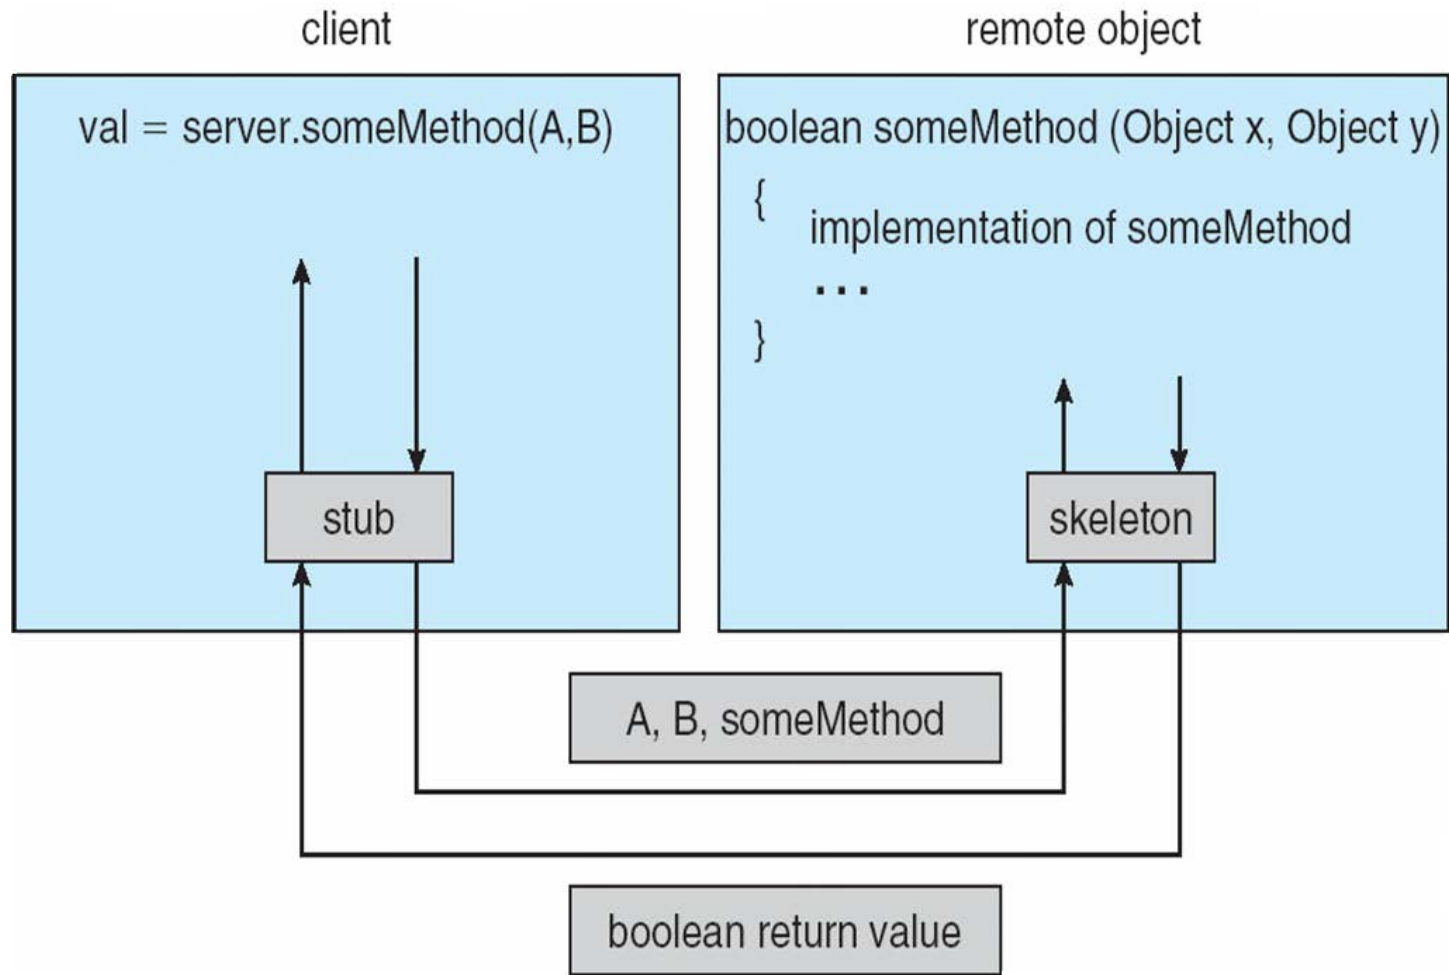 client
remote object
val = server.someMethod(A,B)
boolean someMethod (Object x, Object y)
{
implementation of someMethod
...
}
stub
skeleton
A, B, someMethod
boolean return value